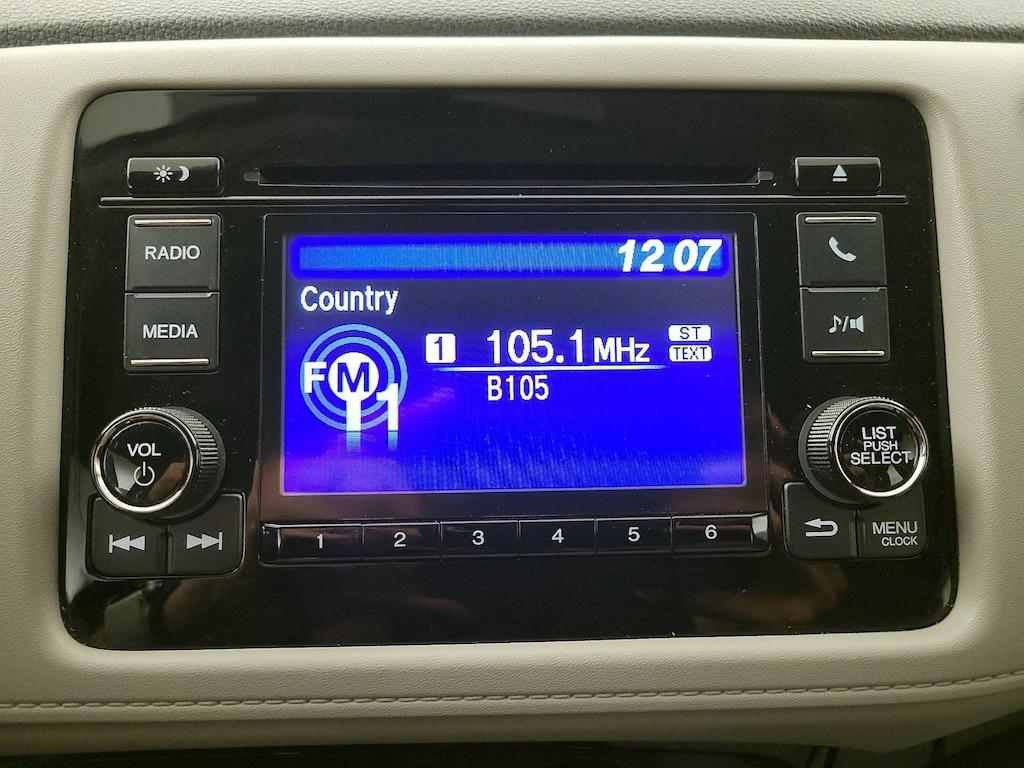 RADIO
MEDIA
VOL
12 07
Country
FM 1
1 105.1 MHz ST
TEXT
B105
1 2 3 4 5 6
LIST
PUSH
SELECT
MENU
CLOCK